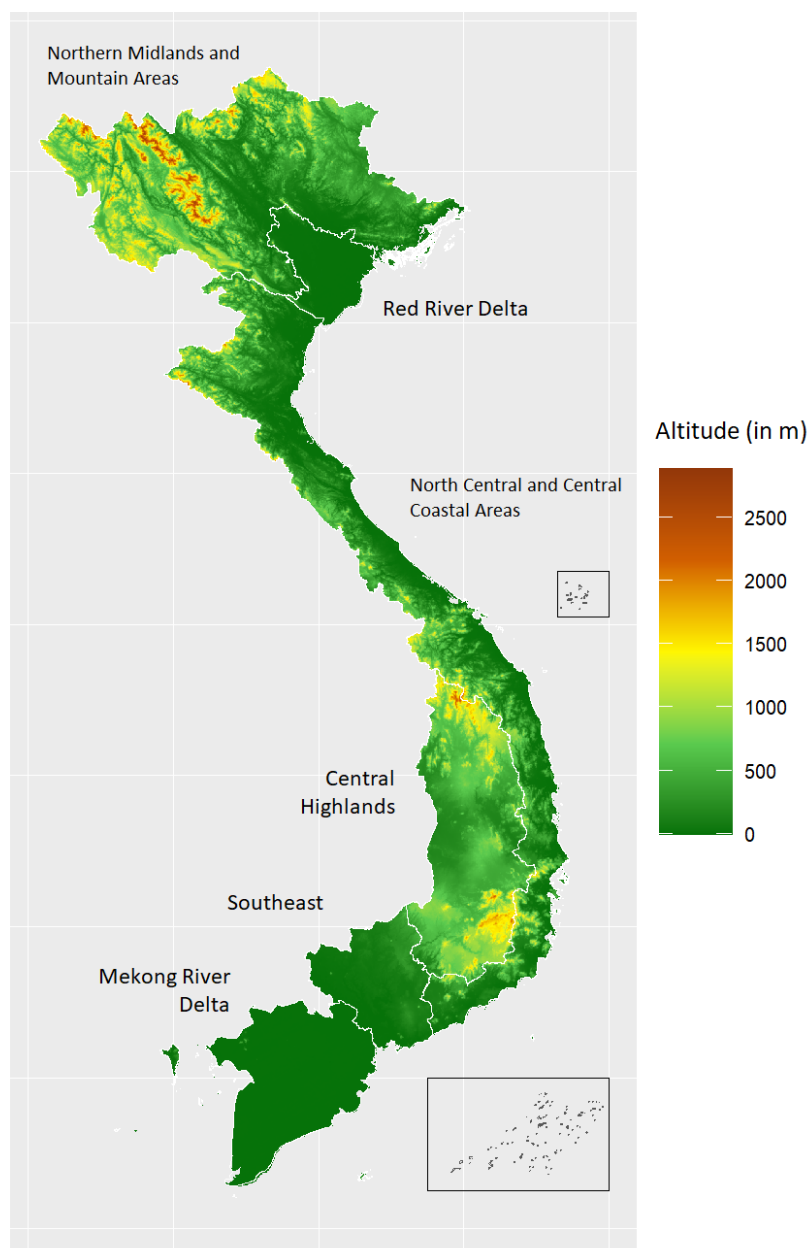 Northern Midlands and
Mountain Areas
Red River Delta
Altitude (in m)
North Central and Central
Coastal Areas
2500
2000
1500
1000
500
0
Central
Highlands
Southeast
Mekong River
Delta